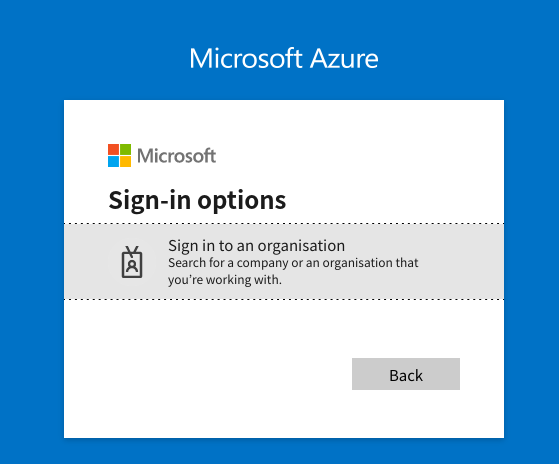 Microsoft Azure
Microsoft
Sign-in options
Sign in to an organisation
Search for a company or an organisation that
you’re working with.
Back